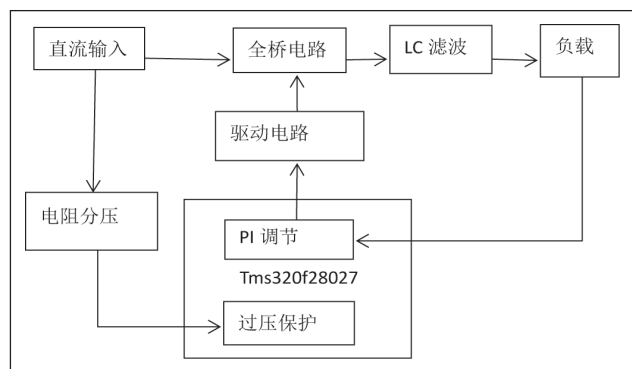 直流输入
全桥电路
LC 滤波
负载
驱动电路
电阻分压
PI 调节
Tms320f28027
过压保护